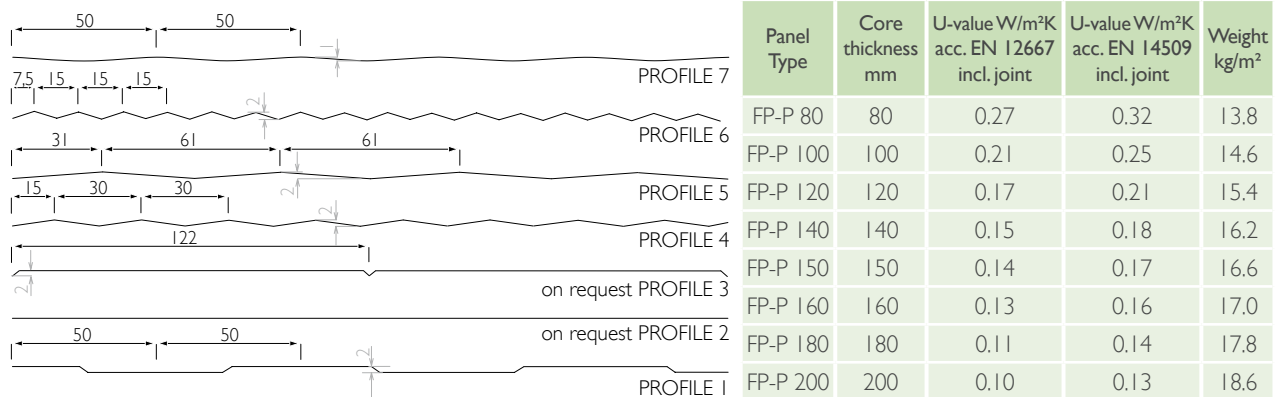 50 50
1
PROFILE 7
7,5 15 15 15
2
PROFILE 6
31 61 61
2
PROFILE 5
15 30 30
2
PROFILE 4
122
2
on request PROFILE 3
on request PROFILE 2
50 50
2
PROFILE 1
Panel Type
Core thickness mm
U-value W/m²K acc. EN 12667 incl. joint
U-value W/m²K acc. EN 14509 incl. joint
Weight kg/m²
FP-P 80 80 0.27 0.32 13.8
FP-P 100 100 0.21 0.25 14.6
FP-P 120 120 0.17 0.21 15.4
FP-P 140 140 0.15 0.18 16.2
FP-P 150 150 0.14 0.17 16.6
FP-P 160 160 0.13 0.16 17.0
FP-P 180 180 0.11 0.14 17.8
FP-P 200 200 0.10 0.13 18.6